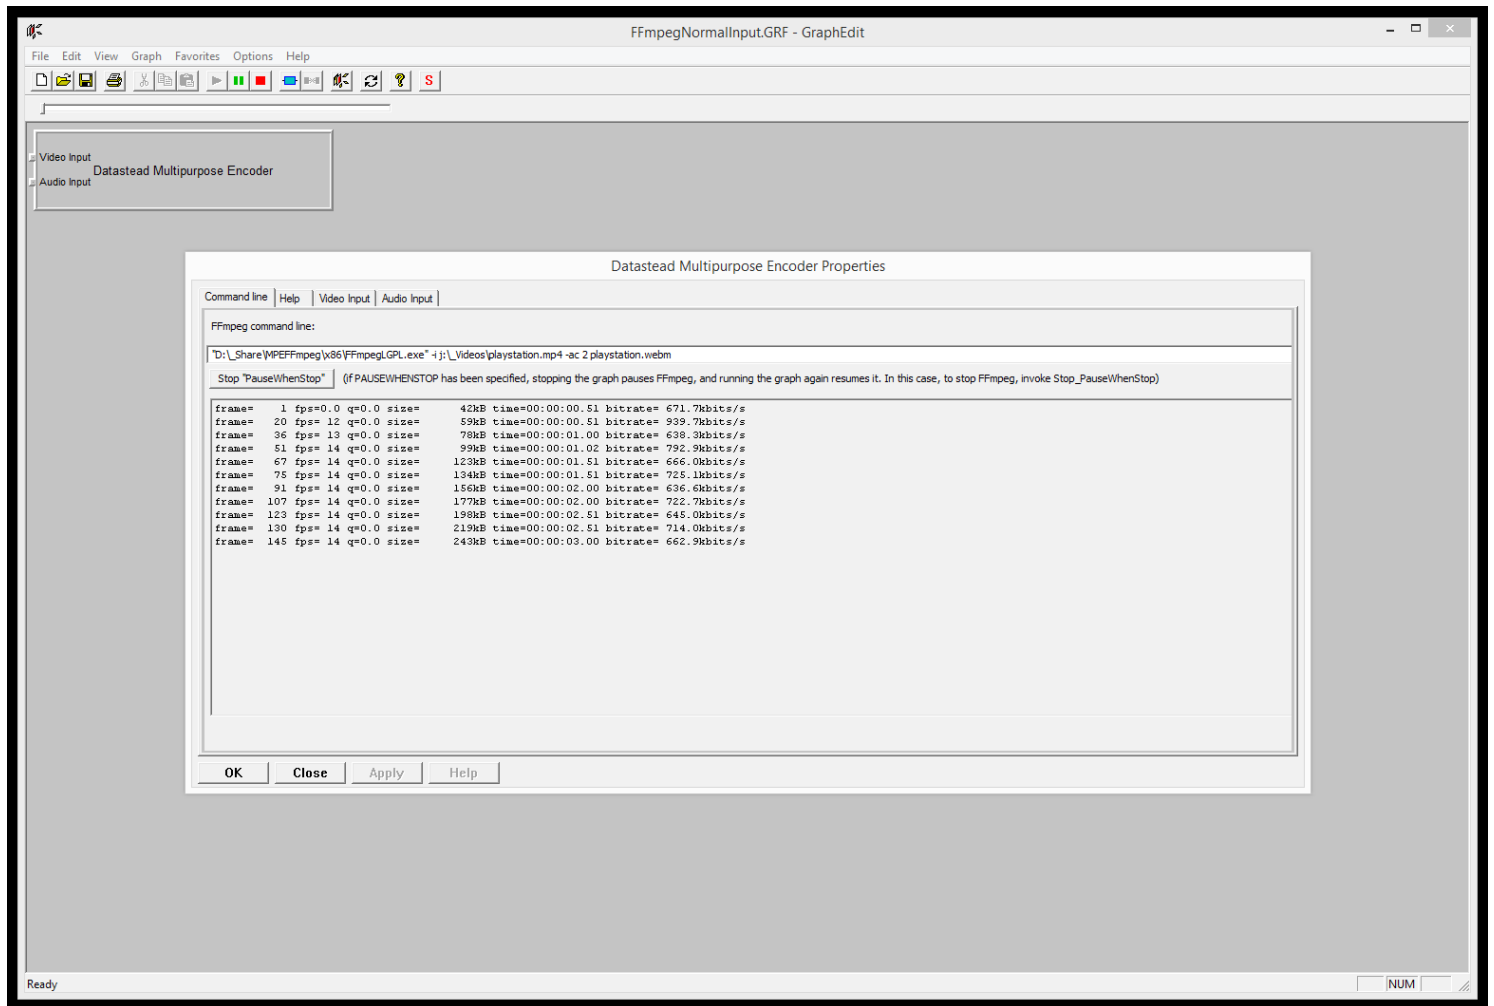 FFmpegNormalInput.GRF - GraphEdit
File Edit View Graph Favorites Options Help
S
Video Input
Datastead Multipurpose Encoder
Audio Input
Datastead Multipurpose Encoder Properties
Command line Help Video Input Audio Input
FFmpeg command line:
"D:\_Share\MPEFFmpeg\x86\FFmpegLGPL.exe" -i j:\_Videos\playstation.mp4 -ac 2 playstation.webm
Stop "PauseWhenStop" (if PAUSEWHENSTOP has been specified, stopping the graph pauses FFmpeg, and running the graph again resumes it. In this case, to stop FFmpeg, invoke Stop_PauseWhenStop)
frame=    1 fps=0.0 q=0.0 size=      42kB time=00:00:00.51 bitrate= 671.7kbits/s
frame=   20 fps= 12 q=0.0 size=      59kB time=00:00:00.51 bitrate= 939.7kbits/s
frame=   36 fps= 13 q=0.0 size=      78kB time=00:00:01.00 bitrate= 638.3kbits/s
frame=   51 fps= 14 q=0.0 size=      99kB time=00:00:01.02 bitrate= 792.9kbits/s
frame=   67 fps= 14 q=0.0 size=     123kB time=00:00:01.51 bitrate= 666.0kbits/s
frame=   75 fps= 14 q=0.0 size=     134kB time=00:00:01.51 bitrate= 725.1kbits/s
frame=   91 fps= 14 q=0.0 size=     156kB time=00:00:02.00 bitrate= 636.6kbits/s
frame=  107 fps= 14 q=0.0 size=     177kB time=00:00:02.00 bitrate= 722.7kbits/s
frame=  123 fps= 14 q=0.0 size=     198kB time=00:00:02.51 bitrate= 645.0kbits/s
frame=  130 fps= 14 q=0.0 size=     219kB time=00:00:02.51 bitrate= 714.0kbits/s
frame=  145 fps= 14 q=0.0 size=     243kB time=00:00:03.00 bitrate= 662.9kbits/s
OK Close Apply Help
Ready NUM